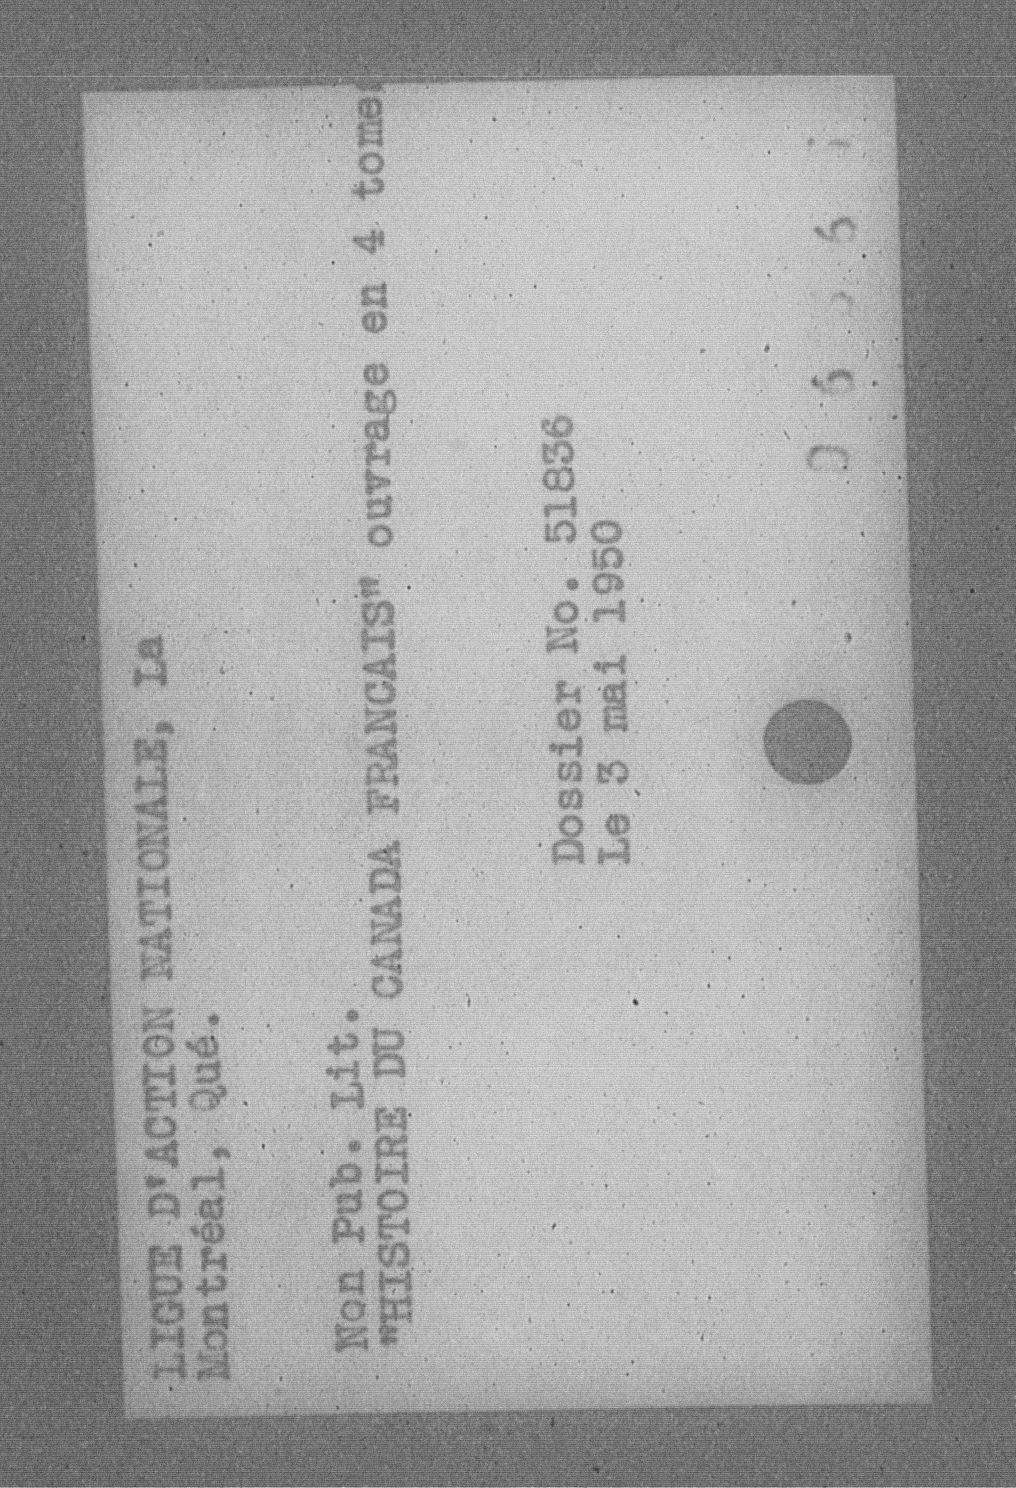 LIGUE D'ACTION NATIONALE, La
Montréal, Qué.
Non Pub. Lit.
"HISTOIRE DU CANADA FRANCAIS" ouvrage en 4 tome
Dossier No. 51836
Le 3 mai 1950